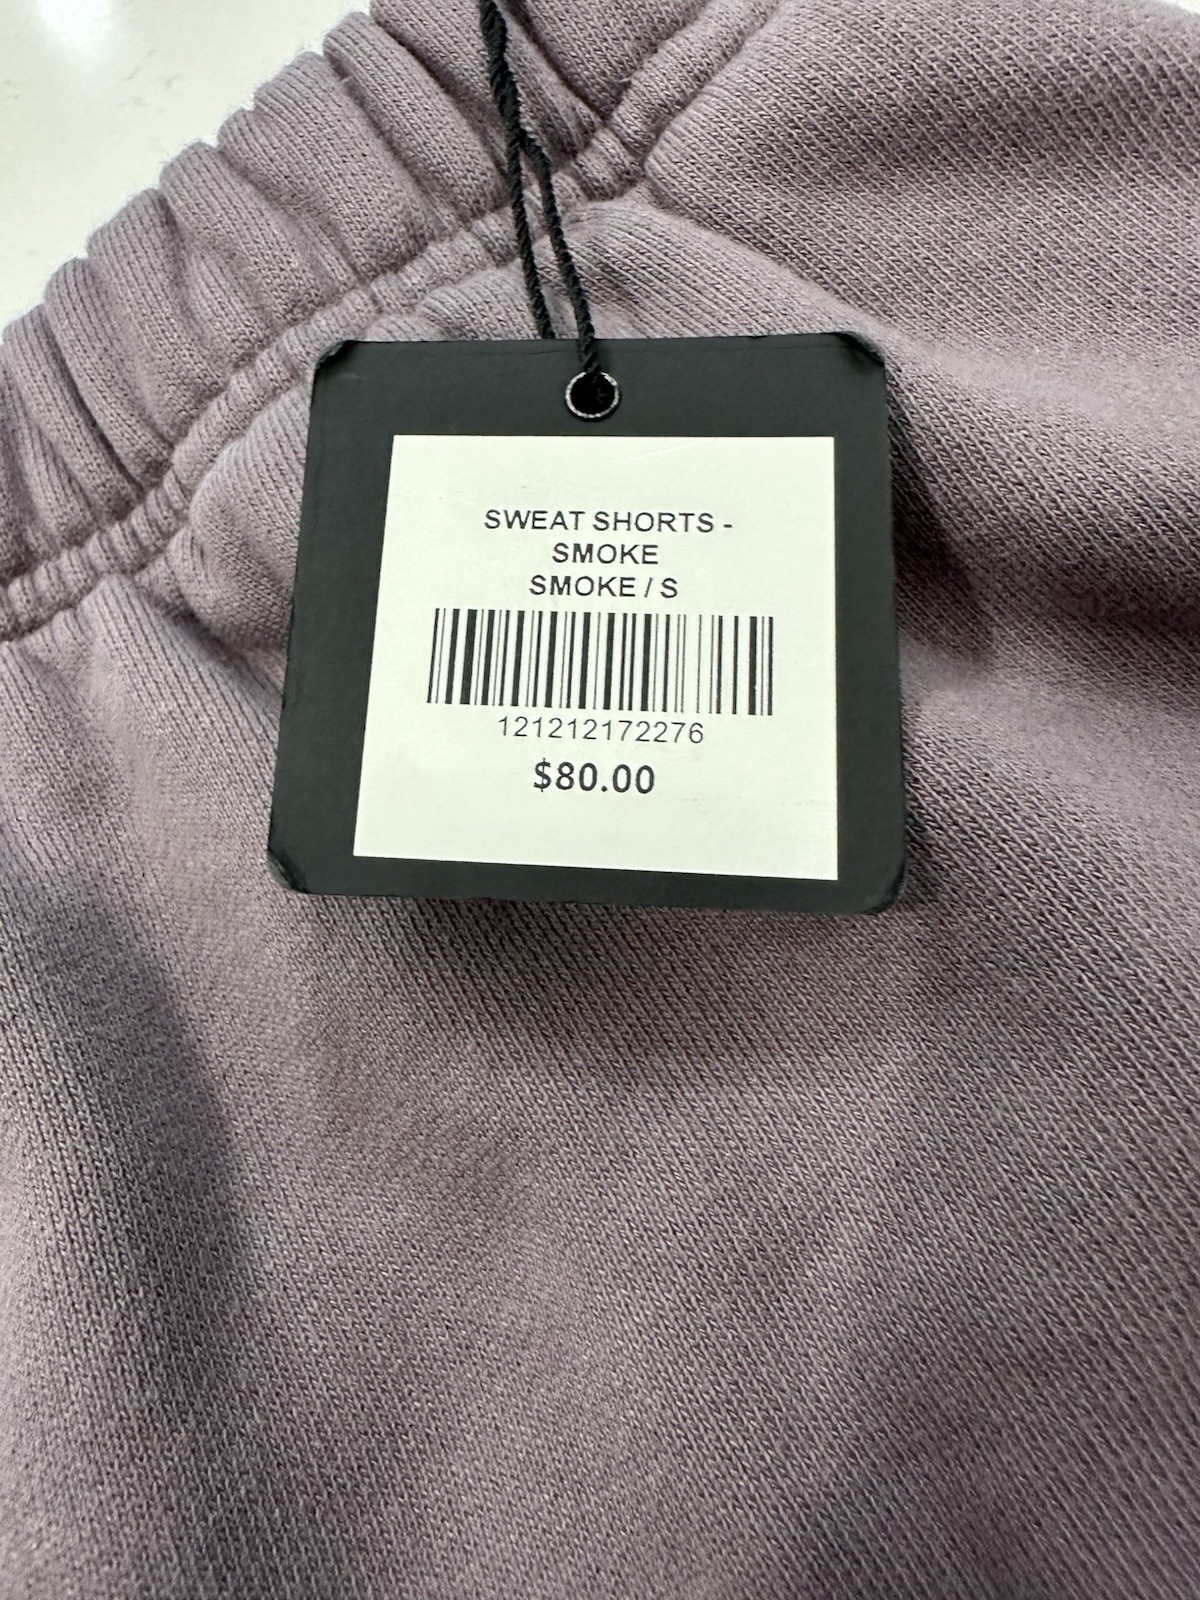 SWEAT SHORTS -
SMOKE
SMOKE / S
121212172276
$80.00